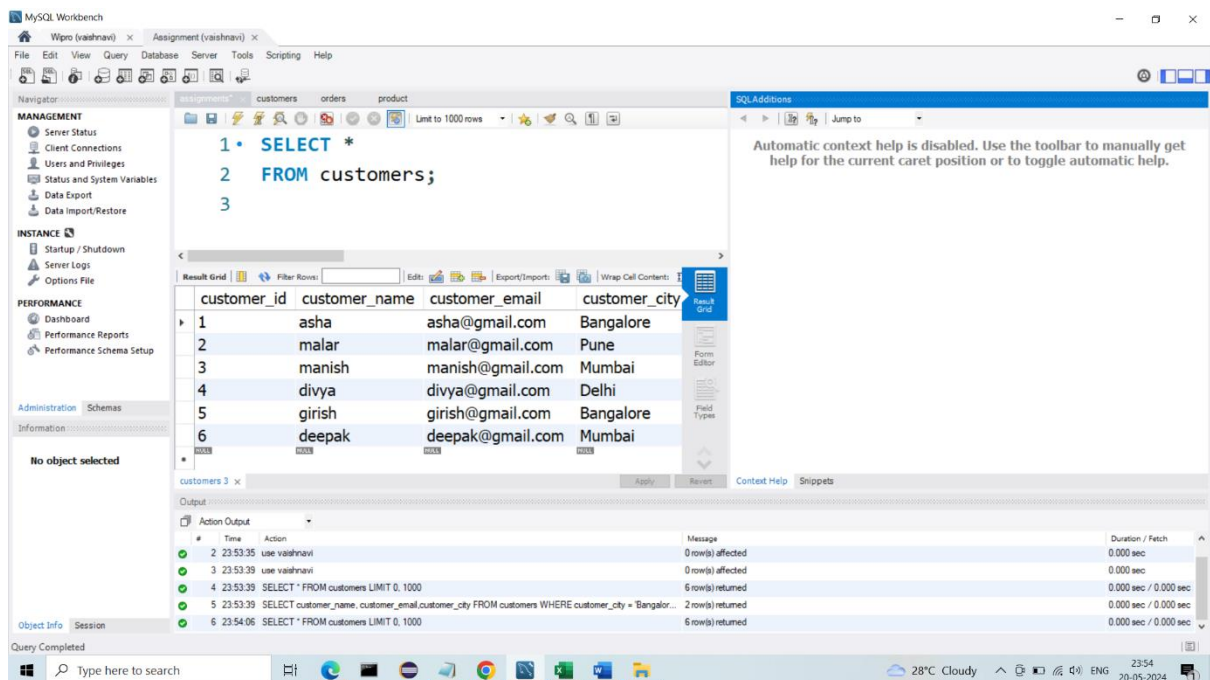 MySQL Workbench
Wipro (vaishnavi) × Assignment (vaishnavi) ×
File Edit View Query Database Server Tools Scripting Help
Navigator
MANAGEMENT
Server Status
Client Connections
Users and Privileges
Status and System Variables
Data Export
Data Import/Restore
INSTANCE
Startup / Shutdown
Server Logs
Options File
PERFORMANCE
Dashboard
Performance Reports
Performance Schema Setup
Administration Schemas
Information
No object selected
Object Info Session
assignments* × customers orders product
Limit to 1000 rows
1 SELECT *
2 FROM customers;
3
Result Grid Filter Rows: Edit: Export/Import: Wrap Cell Content:
customer_id customer_name customer_email customer_city
1 asha asha@gmail.com Bangalore
2 malar malar@gmail.com Pune
3 manish manish@gmail.com Mumbai
4 divya divya@gmail.com Delhi
5 girish girish@gmail.com Bangalore
6 deepak deepak@gmail.com Mumbai
NULL NULL NULL NULL
Result
Grid
Form
Editor
Field
Types
customers 3 × Apply Revert
SQLAdditions
Jump to
Automatic context help is disabled. Use the toolbar to manually get
help for the current caret position or to toggle automatic help.
Context Help Snippets
Output
Action Output
# Time Action Message Duration / Fetch
2 23:53:35 use vaishnavi 0 row(s) affected 0.000 sec
3 23:53:39 use vaishnavi 0 row(s) affected 0.000 sec
4 23:53:39 SELECT * FROM customers LIMIT 0, 1000 6 row(s) returned 0.000 sec / 0.000 sec
5 23:53:39 SELECT customer_name, customer_email,customer_city FROM customers WHERE customer_city = 'Bangalor... 2 row(s) returned 0.000 sec / 0.000 sec
6 23:54:06 SELECT * FROM customers LIMIT 0, 1000 6 row(s) returned 0.000 sec / 0.000 sec
Query Completed
Type here to search
28°C Cloudy ENG
23:54
20-05-2024